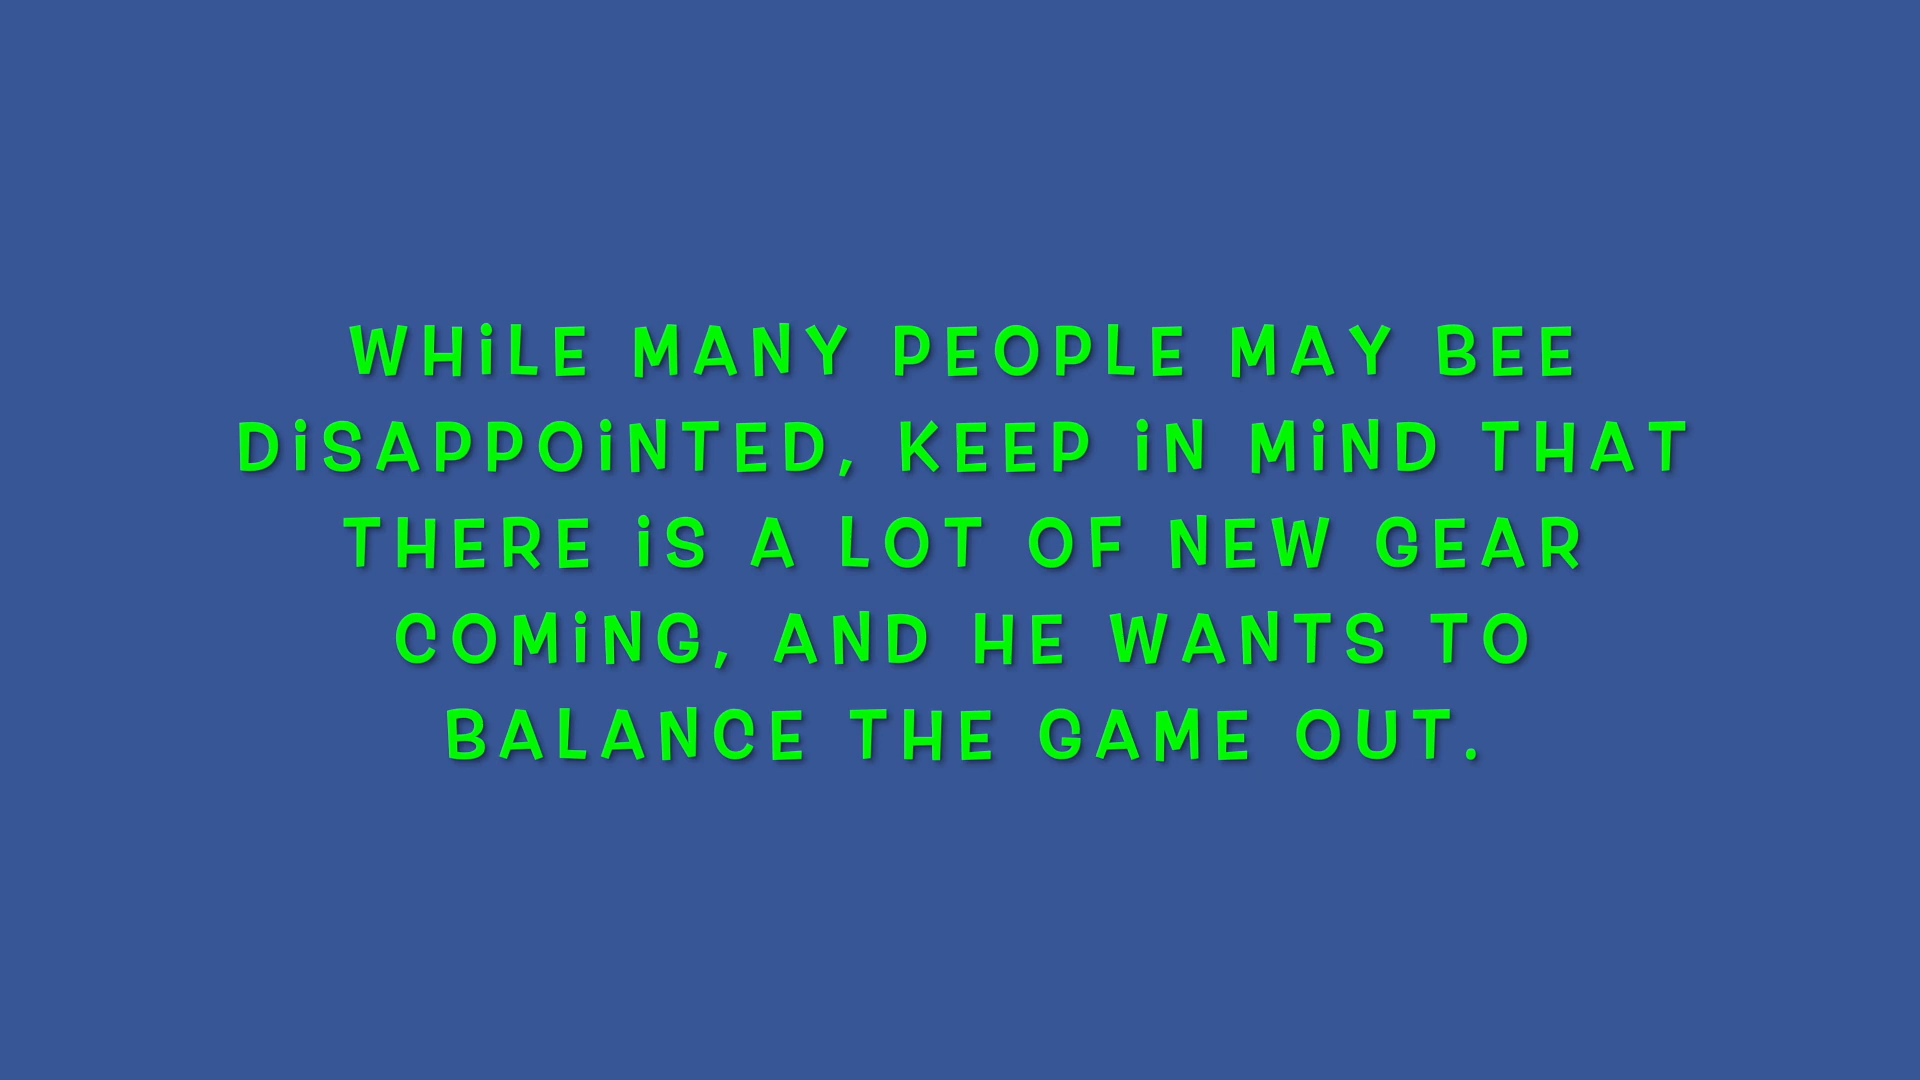 WHiLE MANY PEOPLE MAY BEE
DiSAPPOiNTED, KEEP iN MiND THAT
THERE iS A LOT OF NEW GEAR
COMiNG, AND HE WANTS TO
BALANCE THE GAME OUT.